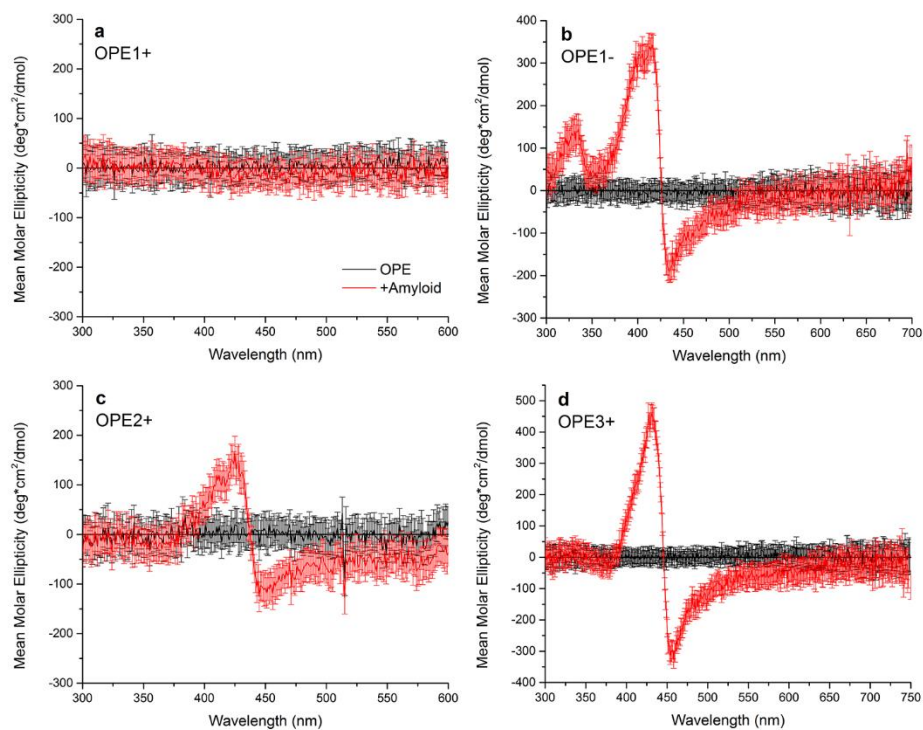 a
OPE1+
300
200
100
0
-100
-200
-300
Mean Molar Ellipticity (deg*cm²/dmol)
OPE
+Amyloid
300 350 400 450 500 550 600
Wavelength (nm)
b
OPE1-
400
300
200
100
0
-100
-200
-300
Mean Molar Ellipticity (deg*cm²/dmol)
300 350 400 450 500 550 600 650 700
Wavelength (nm)
c
OPE2+
300
200
100
0
-100
-200
-300
Mean Molar Ellipticity (deg*cm²/dmol)
300 350 400 450 500 550 600
Wavelength (nm)
d
OPE3+
500
400
300
200
100
0
-100
-200
-300
-400
Mean Molar Ellipticity (deg*cm²/dmol)
300 350 400 450 500 550 600 650 700 750
Wavelength (nm)